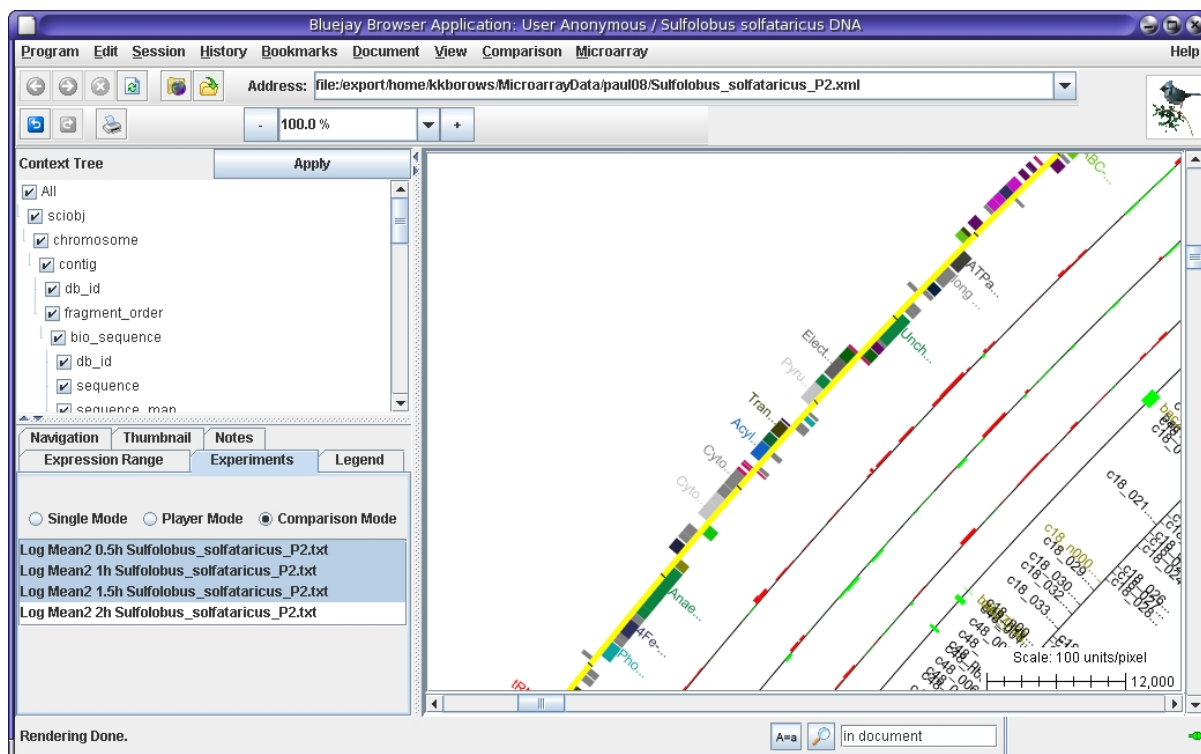 Bluejay Browser Application: User Anonymous / Sulfolobus solfataricus DNA
Program Edit Session History Bookmarks Document View Comparison Microarray Help
Address: file:/export/home/kkborows/MicroarrayData/paul08/Sulfolobus_solfataricus_P2.xml
- 100.0 % +
Context Tree Apply
All
sciobj
chromosome
contig
db_id
fragment_order
bio_sequence
db_id
sequence
sequence_map
Navigation Thumbnail Notes
Expression Range Experiments Legend
Single Mode Player Mode Comparison Mode
Log Mean2 0.5h Sulfolobus_solfataricus_P2.txt
Log Mean2 1h Sulfolobus_solfataricus_P2.txt
Log Mean2 1.5h Sulfolobus_solfataricus_P2.txt
Log Mean2 2h Sulfolobus_solfataricus_P2.txt
ABC-...
ATPa...
long ...
Unch...
Elect...
Pyru...
Tran...
Acyl...
Cyto...
Cyto...
Anae...
4Fe-...
Pho...
c18_021...
c18_n000...
c18_029...
c18_030...
c18_032...
c18_033...
c48_006
Scale: 100 units/pixel
12,000
Rendering Done.
A=a in document